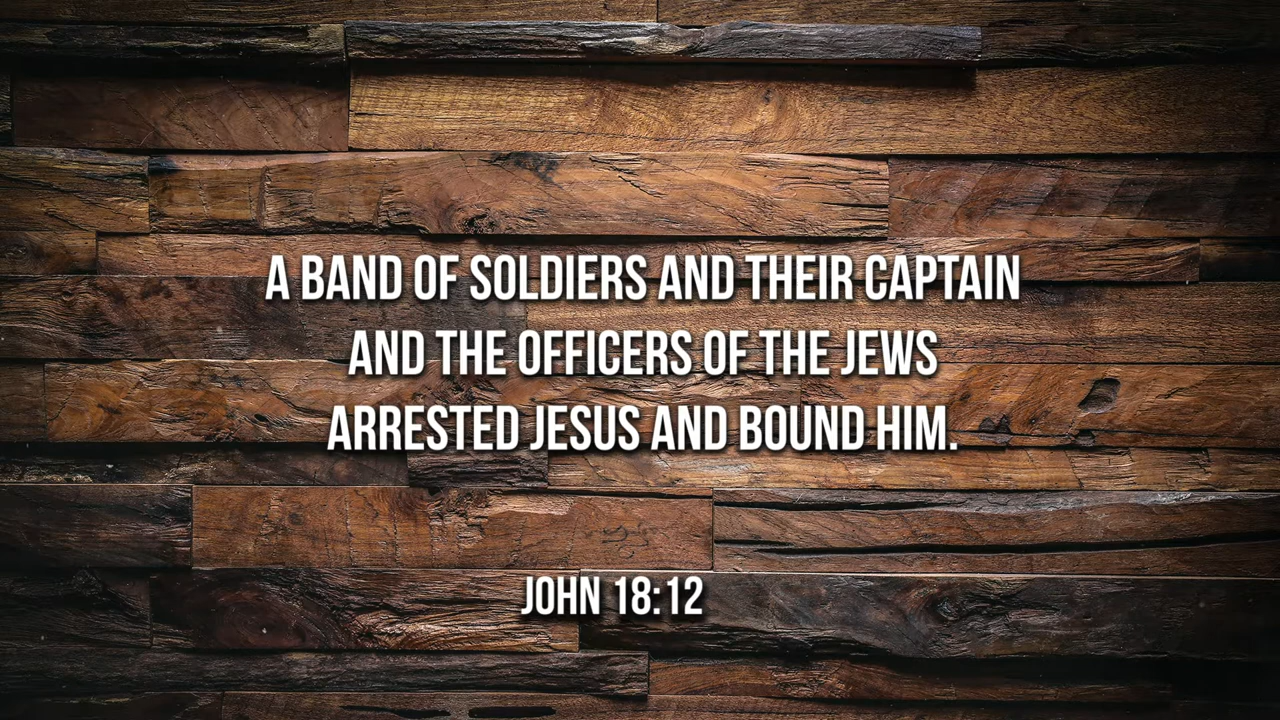 A BAND OF SOLDIERS AND THEIR CAPTAIN
AND THE OFFICERS OF THE JEWS
ARRESTED JESUS AND BOUND HIM.
JOHN 18:12